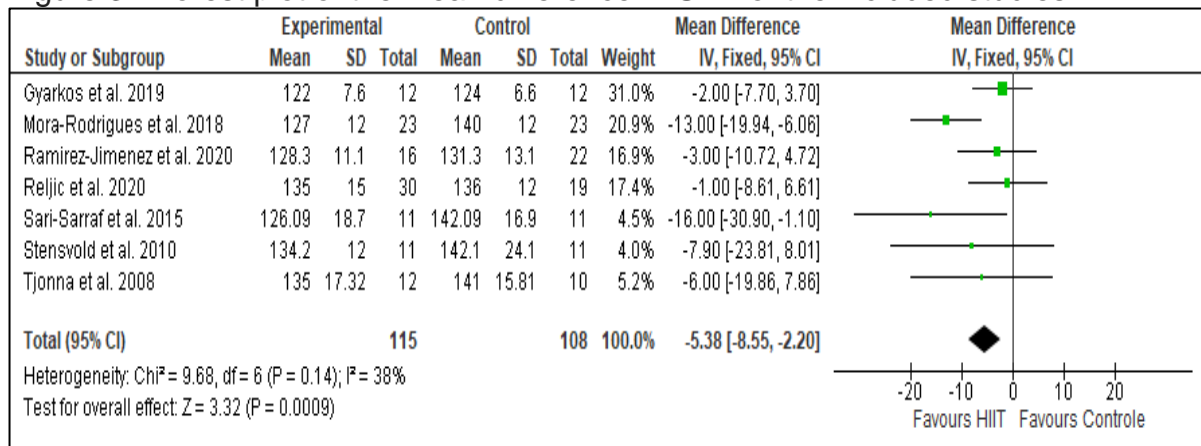 Experimental Control Mean Difference Mean Difference
Study or Subgroup Mean SD Total Mean SD Total Weight IV, Fixed, 95% CI IV, Fixed, 95% CI
Gyarkos et al. 2019 122 7.6 12 124 6.6 12 31.0% -2.00 [-7.70, 3.70]
Mora-Rodrigues et al. 2018 127 12 23 140 12 23 20.9% -13.00 [-19.94, -6.06]
Ramirez-Jimenez et al. 2020 128.3 11.1 16 131.3 13.1 22 16.9% -3.00 [-10.72, 4.72]
Reljic et al. 2020 135 15 30 136 12 19 17.4% -1.00 [-8.61, 6.61]
Sari-Sarraf et al. 2015 126.09 18.7 11 142.09 16.9 11 4.5% -16.00 [-30.90, -1.10]
Stensvold et al. 2010 134.2 12 11 142.1 24.1 11 4.0% -7.90 [-23.81, 8.01]
Tjonna et al. 2008 135 17.32 12 141 15.81 10 5.2% -6.00 [-19.86, 7.86]
Total (95% CI) 115 108 100.0% -5.38 [-8.55, -2.20]
Heterogeneity: Chi² = 9.68, df = 6 (P = 0.14); I² = 38%
Test for overall effect: Z = 3.32 (P = 0.0009)
-20 -10 0 10 20
Favours HIIT Favours Controle